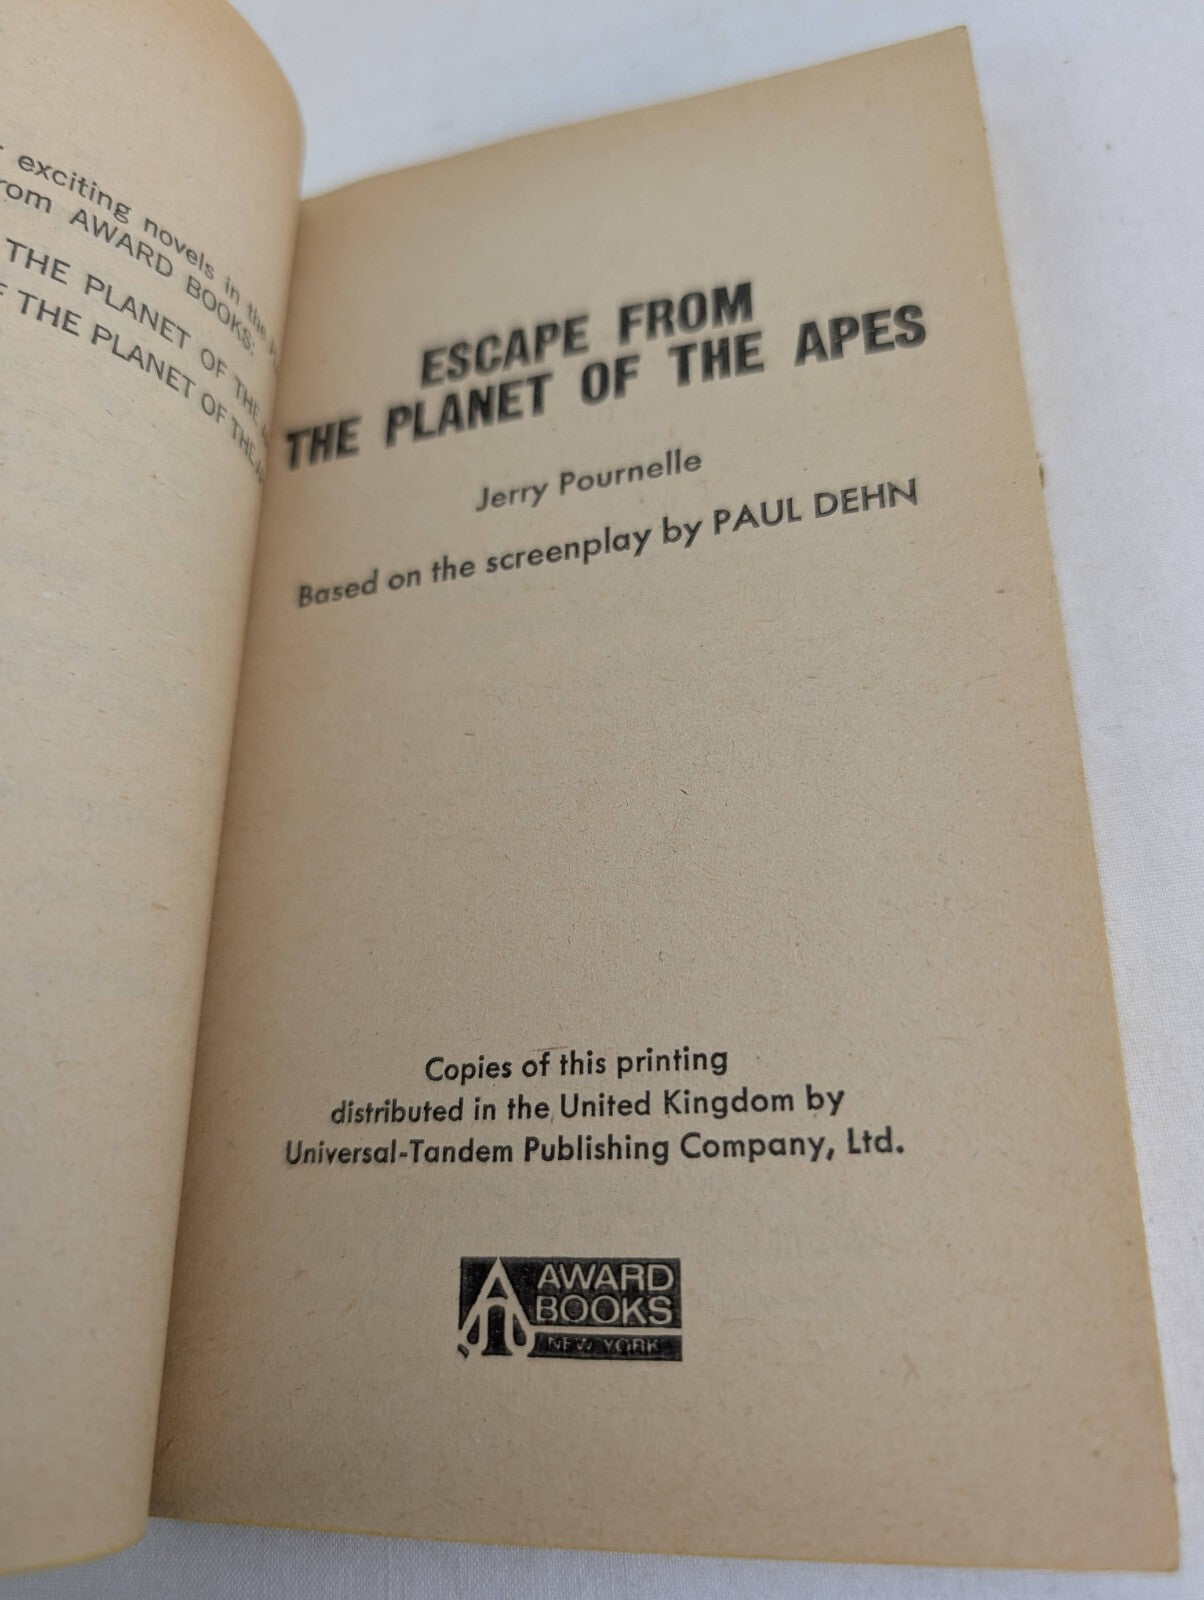 exciting novels in the
from AWARD BOOKS:
THE PLANET OF THE
THE PLANET OF THE
ESCAPE FROM
THE PLANET OF THE APES
Jerry Pournelle
Based on the screenplay by PAUL DEHN
Copies of this printing
distributed in the United Kingdom by
Universal-Tandem Publishing Company, Ltd.
AWARD
BOOKS
NEW YORK